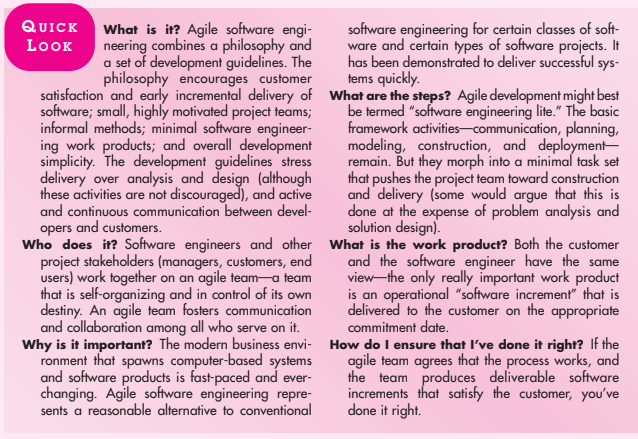 QUICK
LOOK
What is it? Agile software engi-
neering combines a philosophy and
a set of development guidelines. The
philosophy encourages customer
satisfaction and early incremental delivery of
software; small, highly motivated project teams;
informal methods; minimal software engineer-
ing work products; and overall development
simplicity. The development guidelines stress
delivery over analysis and design (although
these activities are not discouraged), and active
and continuous communication between devel-
opers and customers.
Who does it? Software engineers and other
project stakeholders (managers, customers, end
users) work together on an agile team—a team
that is self-organizing and in control of its own
destiny. An agile team fosters communication
and collaboration among all who serve on it.
Why is it important? The modern business envi-
ronment that spawns computer-based systems
and software products is fast-paced and ever-
changing. Agile software engineering repre-
sents a reasonable alternative to conventional
software engineering for certain classes of soft-
ware and certain types of software projects. It
has been demonstrated to deliver successful sys-
tems quickly.
What are the steps? Agile development might best
be termed “software engineering lite.” The basic
framework activities—communication, planning,
modeling, construction, and deployment—
remain. But they morph into a minimal task set
that pushes the project team toward construction
and delivery (some would argue that this is
done at the expense of problem analysis and
solution design).
What is the work product? Both the customer
and the software engineer have the same
view—the only really important work product
is an operational “software increment” that is
delivered to the customer on the appropriate
commitment date.
How do I ensure that I’ve done it right? If the
agile team agrees that the process works, and
the team produces deliverable software
increments that satisfy the customer, you’ve
done it right.